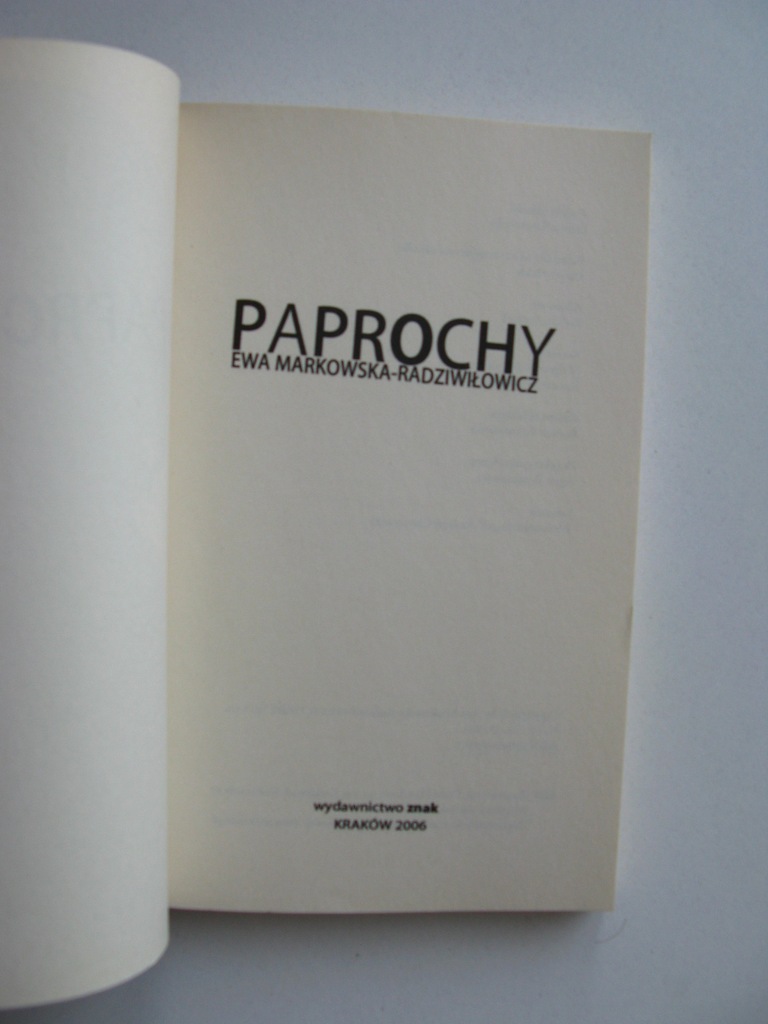 PAPROCHY
EWA MARKOWSKA-RADZIWIŁOWICZ
wydawnictwo znak
KRAKÓW 2006